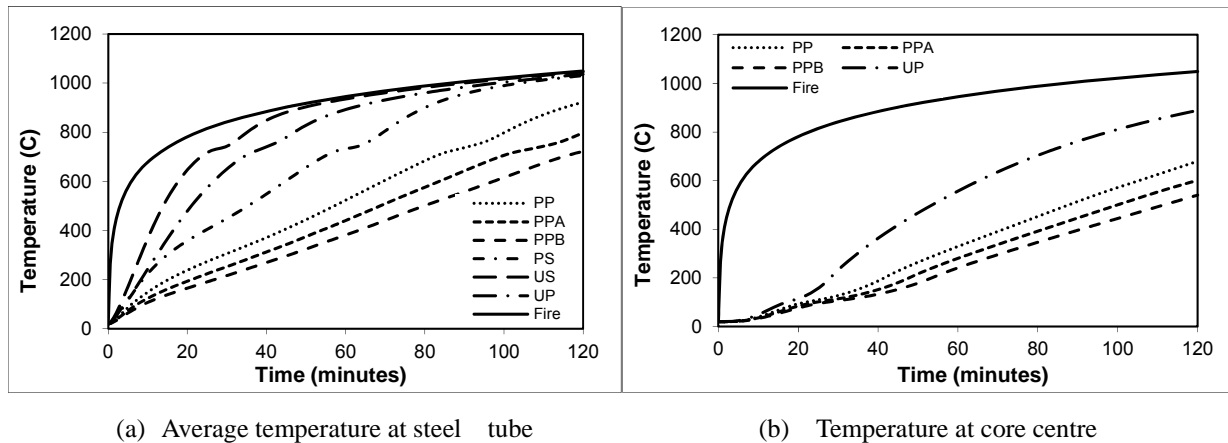 1200
1000
800
600
400
200
0
Temperature (C)
0 20 40 60 80 100 120
Time (minutes)
PP
PPA
PPB
PS
US
UP
Fire
1200
1000
800
600
400
200
0
Temperature (C)
0 20 40 60 80 100 120
Time (minutes)
PP PPA
PPB UP
Fire
(a) Average temperature at steel tube
(b) Temperature at core centre